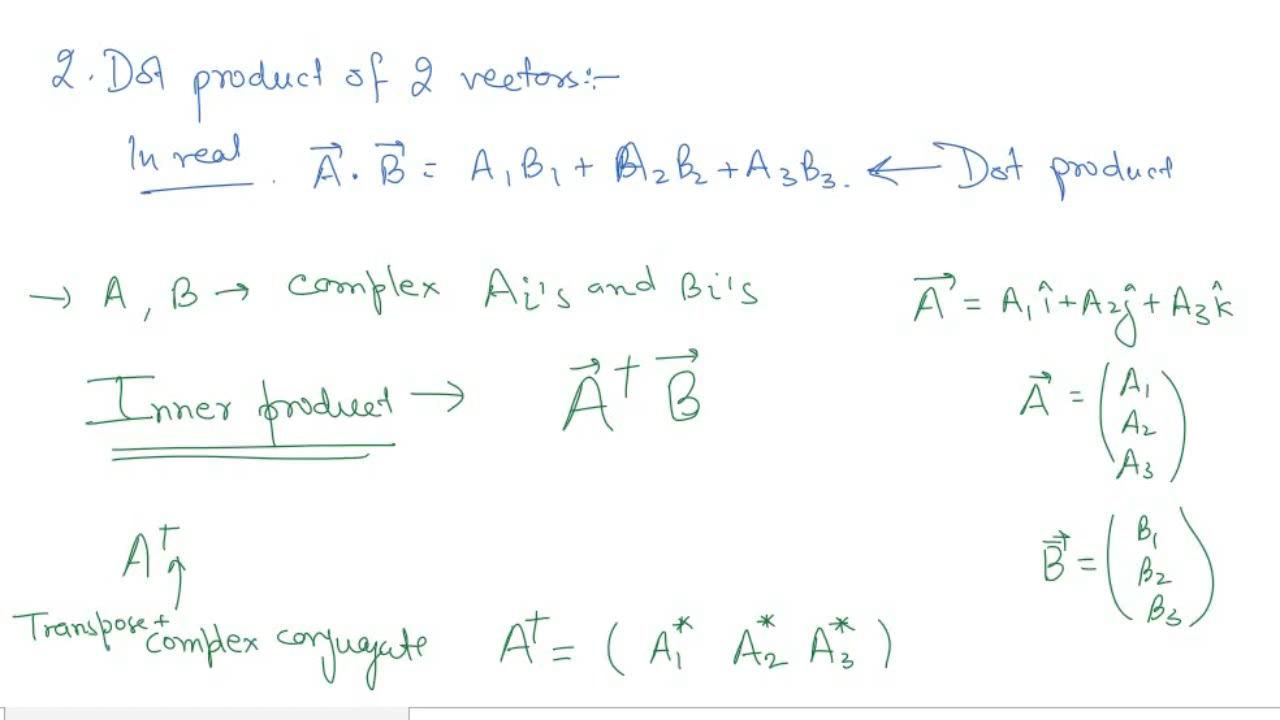 2. Dot product of 2 vectors:-
In real. A⃗ · B⃗ = A₁B₁ + A₂B₂ + A₃B₃. ← Dot product
→ A, B → complex Ai's and Bi's
A⃗ = A₁î + A₂ĵ + A₃k̂
Inner product → A⃗† B⃗
A⃗ = (A₁
A₂
A₃)
B⃗ = (B₁
B₂
B₃)
A†
↑
Transpose + complex conjugate
A† = ( A₁* A₂* A₃* )